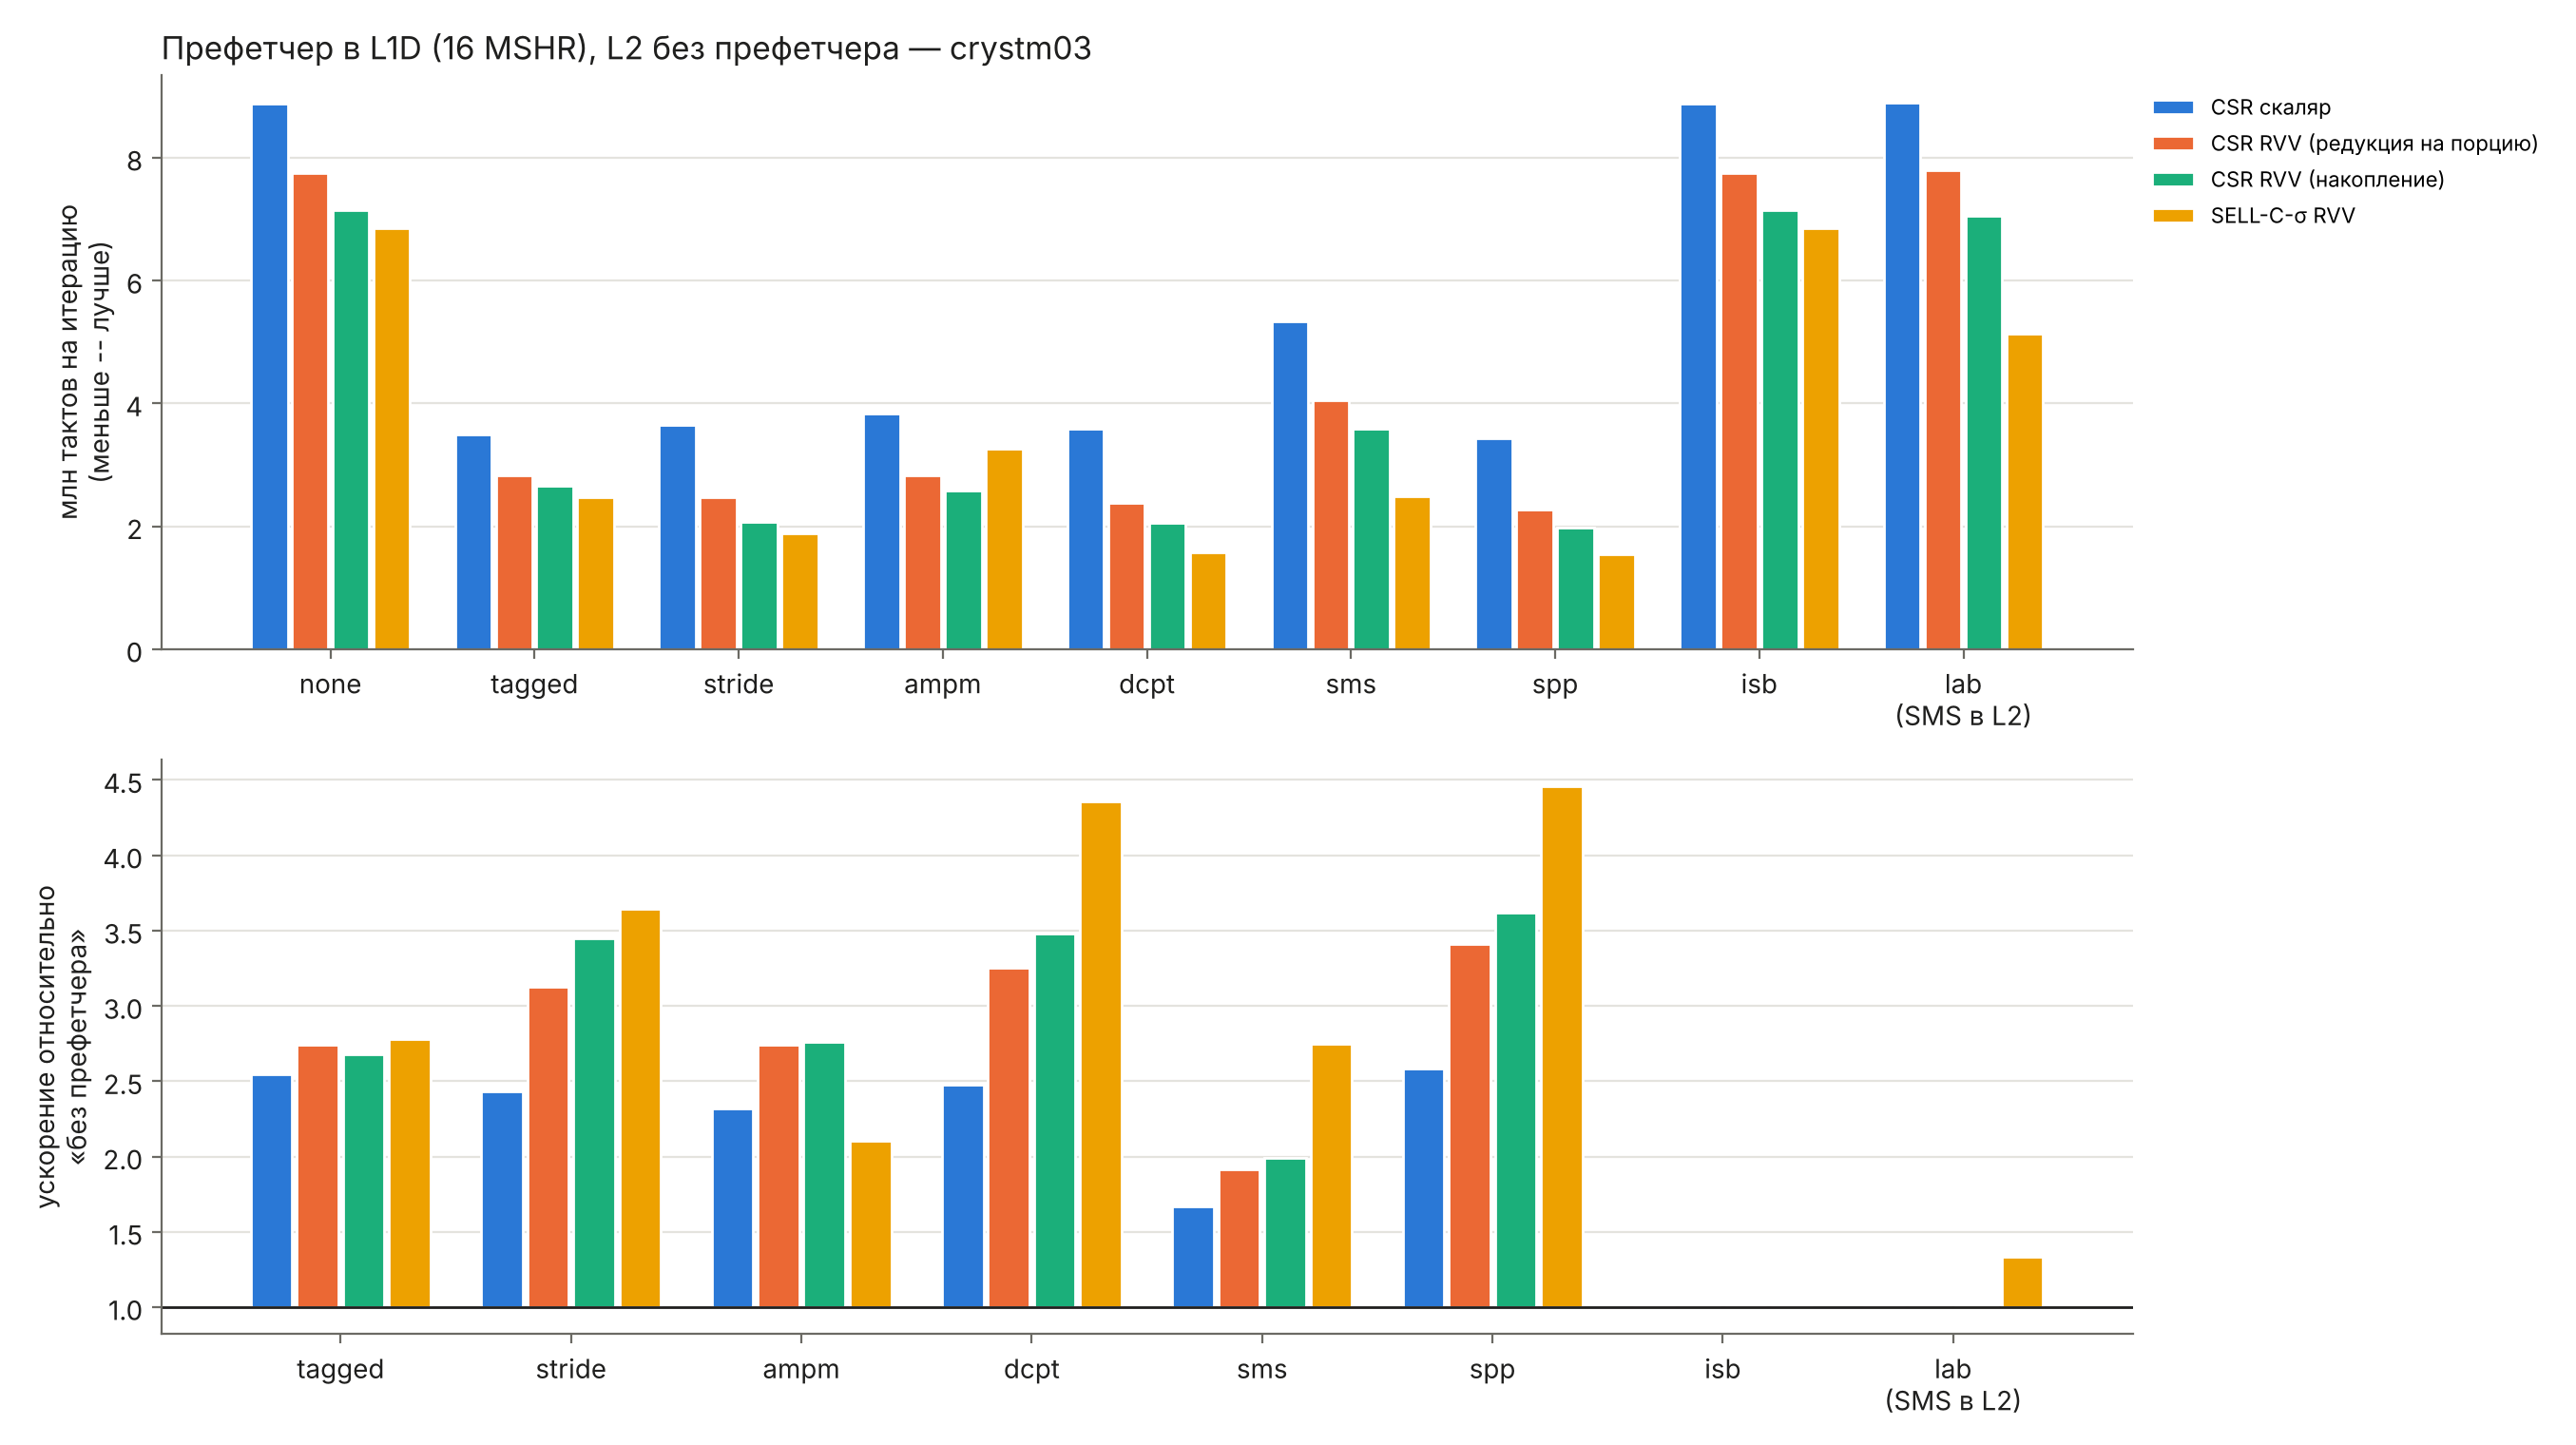 Префетчер в L1D (16 MSHR), L2 без префетчера — crystm03
млн тактов на итерацию
(меньше -- лучше)
8
6
4
2
0
none
tagged
stride
ampm
dcpt
sms
spp
isb
lab
(SMS в L2)
CSR скаляр
CSR RVV (редукция на порцию)
CSR RVV (накопление)
SELL-C-σ RVV
ускорение относительно
«без префетчера»
4.5
4.0
3.5
3.0
2.5
2.0
1.5
1.0
tagged
stride
ampm
dcpt
sms
spp
isb
lab
(SMS в L2)